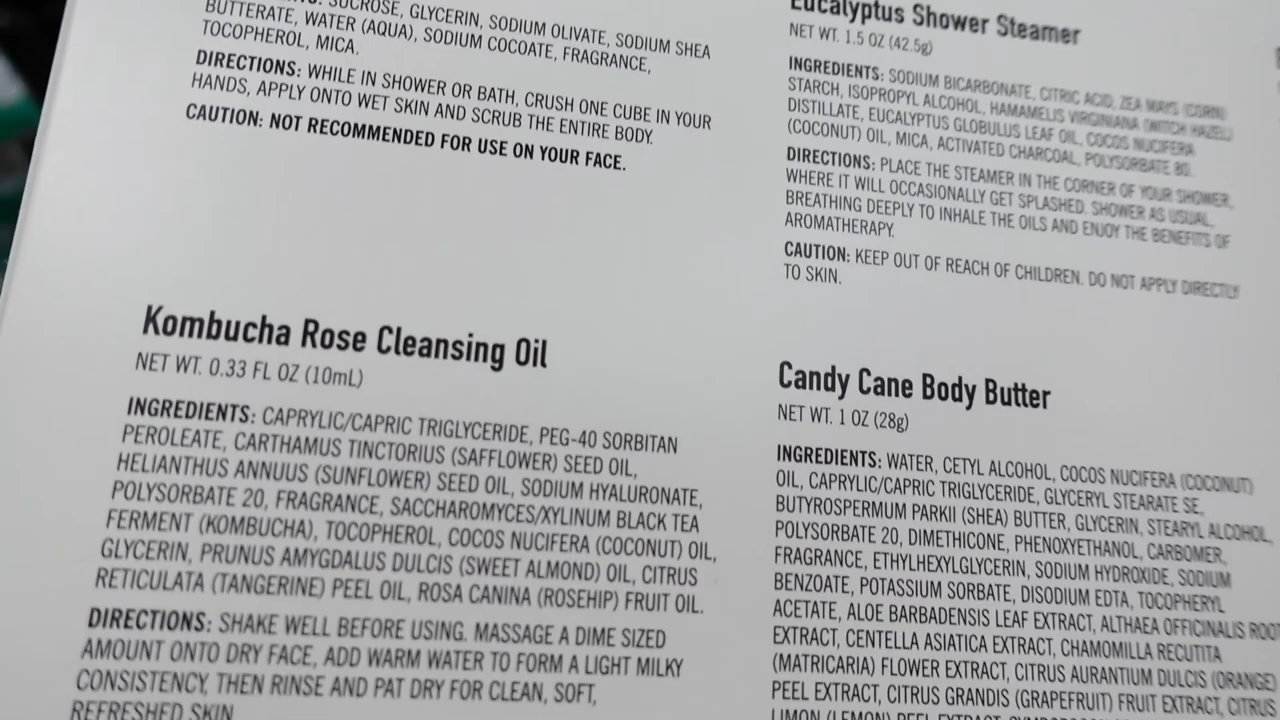 SUCROSE, GLYCERIN, SODIUM OLIVATE, SODIUM SHEA
BUTTERATE, WATER (AQUA), SODIUM COCOATE, FRAGRANCE,
TOCOPHEROL, MICA.
DIRECTIONS: WHILE IN SHOWER OR BATH, CRUSH ONE CUBE IN YOUR
HANDS, APPLY ONTO WET SKIN AND SCRUB THE ENTIRE BODY.
CAUTION: NOT RECOMMENDED FOR USE ON YOUR FACE.
Kombucha Rose Cleansing Oil
NET WT. 0.33 FL OZ (10mL)
INGREDIENTS: CAPRYLIC/CAPRIC TRIGLYCERIDE, PEG-40 SORBITAN
PEROLEATE, CARTHAMUS TINCTORIUS (SAFFLOWER) SEED OIL,
HELIANTHUS ANNUUS (SUNFLOWER) SEED OIL, SODIUM HYALURONATE,
POLYSORBATE 20, FRAGRANCE, SACCHAROMYCES/XYLINUM BLACK TEA
FERMENT (KOMBUCHA), TOCOPHEROL, COCOS NUCIFERA (COCONUT) OIL,
GLYCERIN, PRUNUS AMYGDALUS DULCIS (SWEET ALMOND) OIL, CITRUS
RETICULATA (TANGERINE) PEEL OIL, ROSA CANINA (ROSEHIP) FRUIT OIL.
DIRECTIONS: SHAKE WELL BEFORE USING. MASSAGE A DIME SIZED
AMOUNT ONTO DRY FACE, ADD WARM WATER TO FORM A LIGHT MILKY
CONSISTENCY, THEN RINSE AND PAT DRY FOR CLEAN, SOFT,
REFRESHED SKIN
Eucalyptus Shower Steamer
NET WT. 1.5 OZ (42.5g)
INGREDIENTS: SODIUM BICARBONATE, CITRIC ACID, ZEA MAYS (CORN)
STARCH, ISOPROPYL ALCOHOL, HAMAMELIS VIRGINIANA (WITCH HAZEL)
DISTILLATE, EUCALYPTUS GLOBULUS LEAF OIL, COCOS NUCIFERA
(COCONUT) OIL, MICA, ACTIVATED CHARCOAL, POLYSORBATE 80.
DIRECTIONS: PLACE THE STEAMER IN THE CORNER OF YOUR SHOWER,
WHERE IT WILL OCCASIONALLY GET SPLASHED. SHOWER AS USUAL,
BREATHING DEEPLY TO INHALE THE OILS AND ENJOY THE BENEFITS OF
AROMATHERAPY.
CAUTION: KEEP OUT OF REACH OF CHILDREN. DO NOT APPLY DIRECTLY
TO SKIN.
Candy Cane Body Butter
NET WT. 1 OZ (28g)
INGREDIENTS: WATER, CETYL ALCOHOL, COCOS NUCIFERA (COCONUT)
OIL, CAPRYLIC/CAPRIC TRIGLYCERIDE, GLYCERYL STEARATE SE,
BUTYROSPERMUM PARKII (SHEA) BUTTER, GLYCERIN, STEARYL ALCOHOL,
POLYSORBATE 20, DIMETHICONE, PHENOXYETHANOL, CARBOMER,
FRAGRANCE, ETHYLHEXYLGLYCERIN, SODIUM HYDROXIDE, SODIUM
BENZOATE, POTASSIUM SORBATE, DISODIUM EDTA, TOCOPHERYL
ACETATE, ALOE BARBADENSIS LEAF EXTRACT, ALTHAEA OFFICINALIS ROOT
EXTRACT, CENTELLA ASIATICA EXTRACT, CHAMOMILLA RECUTITA
(MATRICARIA) FLOWER EXTRACT, CITRUS AURANTIUM DULCIS (ORANGE)
PEEL EXTRACT, CITRUS GRANDIS (GRAPEFRUIT) FRUIT EXTRACT, CITRUS
LIMON (LEMON) PEEL EXTRACT,